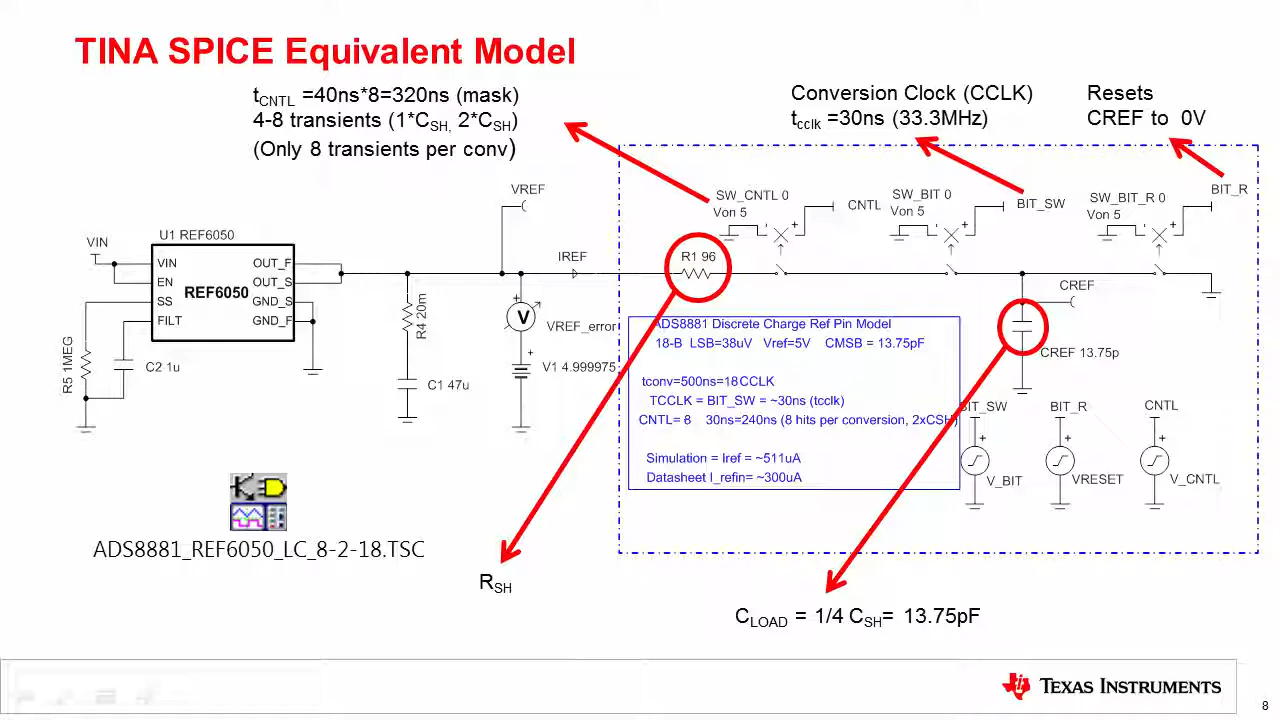 TINA SPICE Equivalent Model
tCNTL =40ns*8=320ns (mask)
4-8 transients (1*CSH, 2*CSH)
(Only 8 transients per conv)
Conversion Clock (CCLK)
tcclk =30ns (33.3MHz)
Resets
CREF to 0V
VREF
SW_CNTL 0
Von 5
CNTL
SW_BIT 0
Von 5
BIT_SW
SW_BIT_R 0
Von 5
BIT_R
U1 REF6050
VIN
VIN
EN
SS
FILT
REF6050
OUT_F
OUT_S
GND_S
GND_F
IREF
R1 96
R4 20m
V
VREF_error
V1 4.999975
R5 1MEG
C2 1u
C1 47u
CREF
CREF 13.75p
ADS8881 Discrete Charge Ref Pin Model
18-B LSB=38uV Vref=5V CMSB = 13.75pF
tconv=500ns=18CCLK
TCCLK = BIT_SW = ~30ns (tcclk)
CNTL= 8 30ns=240ns (8 hits per conversion, 2xCSH)
Simulation = Iref = ~511uA
Datasheet I_refin= ~300uA
BIT_SW
BIT_R
CNTL
V_BIT
VRESET
V_CNTL
ADS8881_REF6050_LC_8-2-18.TSC
RSH
CLOAD = 1/4 CSH= 13.75pF
TEXAS INSTRUMENTS
8